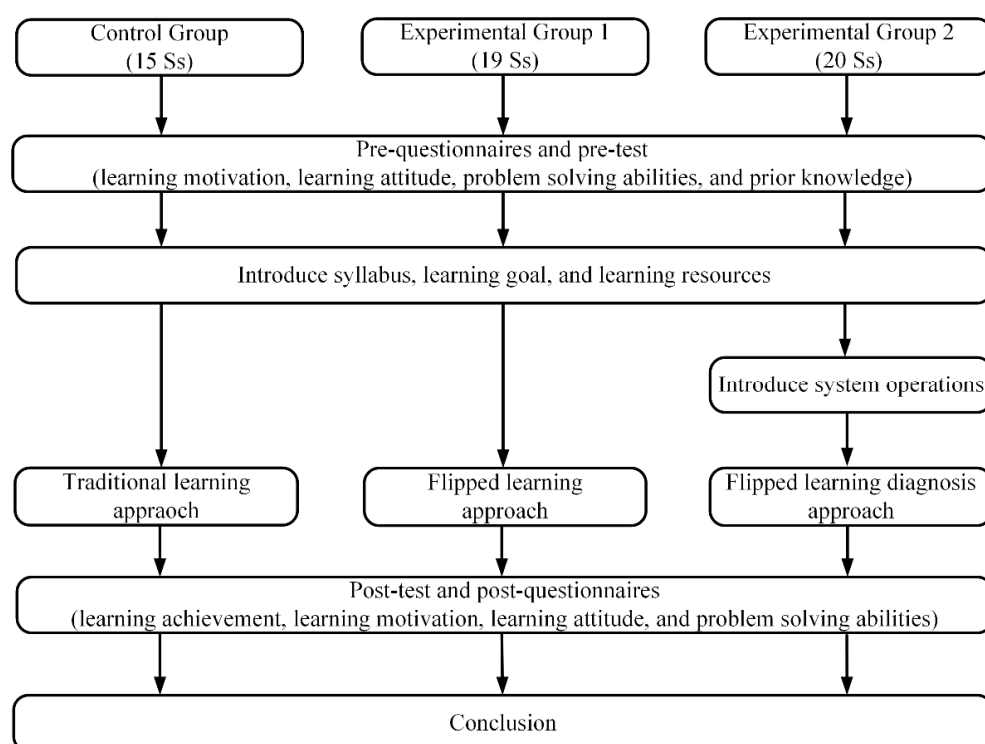 Control Group
(15 Ss)
Experimental Group 1
(19 Ss)
Experimental Group 2
(20 Ss)
Pre-questionnaires and pre-test
(learning motivation, learning attitude, problem solving abilities, and prior knowledge)
Introduce syllabus, learning goal, and learning resources
Introduce system operations
Traditional learning
appraoch
Flipped learning
approach
Flipped learning diagnosis
approach
Post-test and post-questionnaires
(learning achievement, learning motivation, learning attitude, and problem solving abilities)
Conclusion